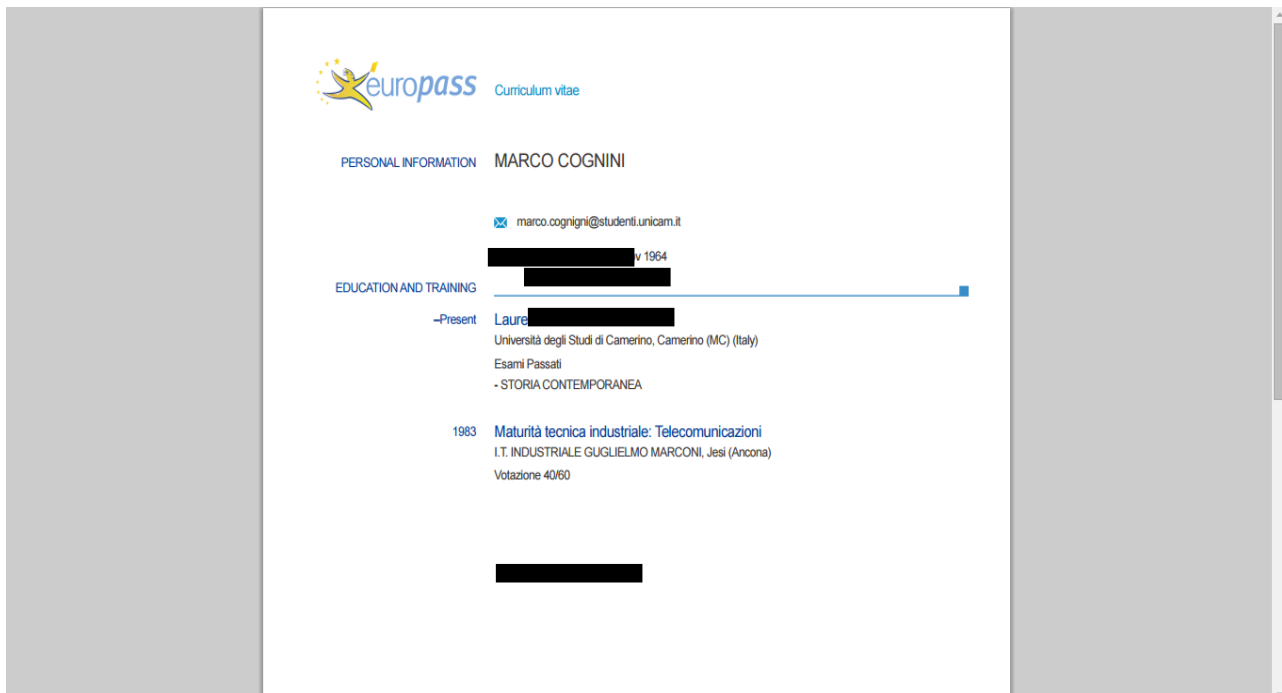 europass Curriculum vitae
PERSONAL INFORMATION MARCO COGNINI
marco.cognigni@studenti.unicam.it
v 1964
EDUCATION AND TRAINING
–Present Laure
Università degli Studi di Camerino, Camerino (MC) (Italy)
Esami Passati
- STORIA CONTEMPORANEA
1983 Maturità tecnica industriale: Telecomunicazioni
I.T. INDUSTRIALE GUGLIELMO MARCONI, Jesi (Ancona)
Votazione 40/60